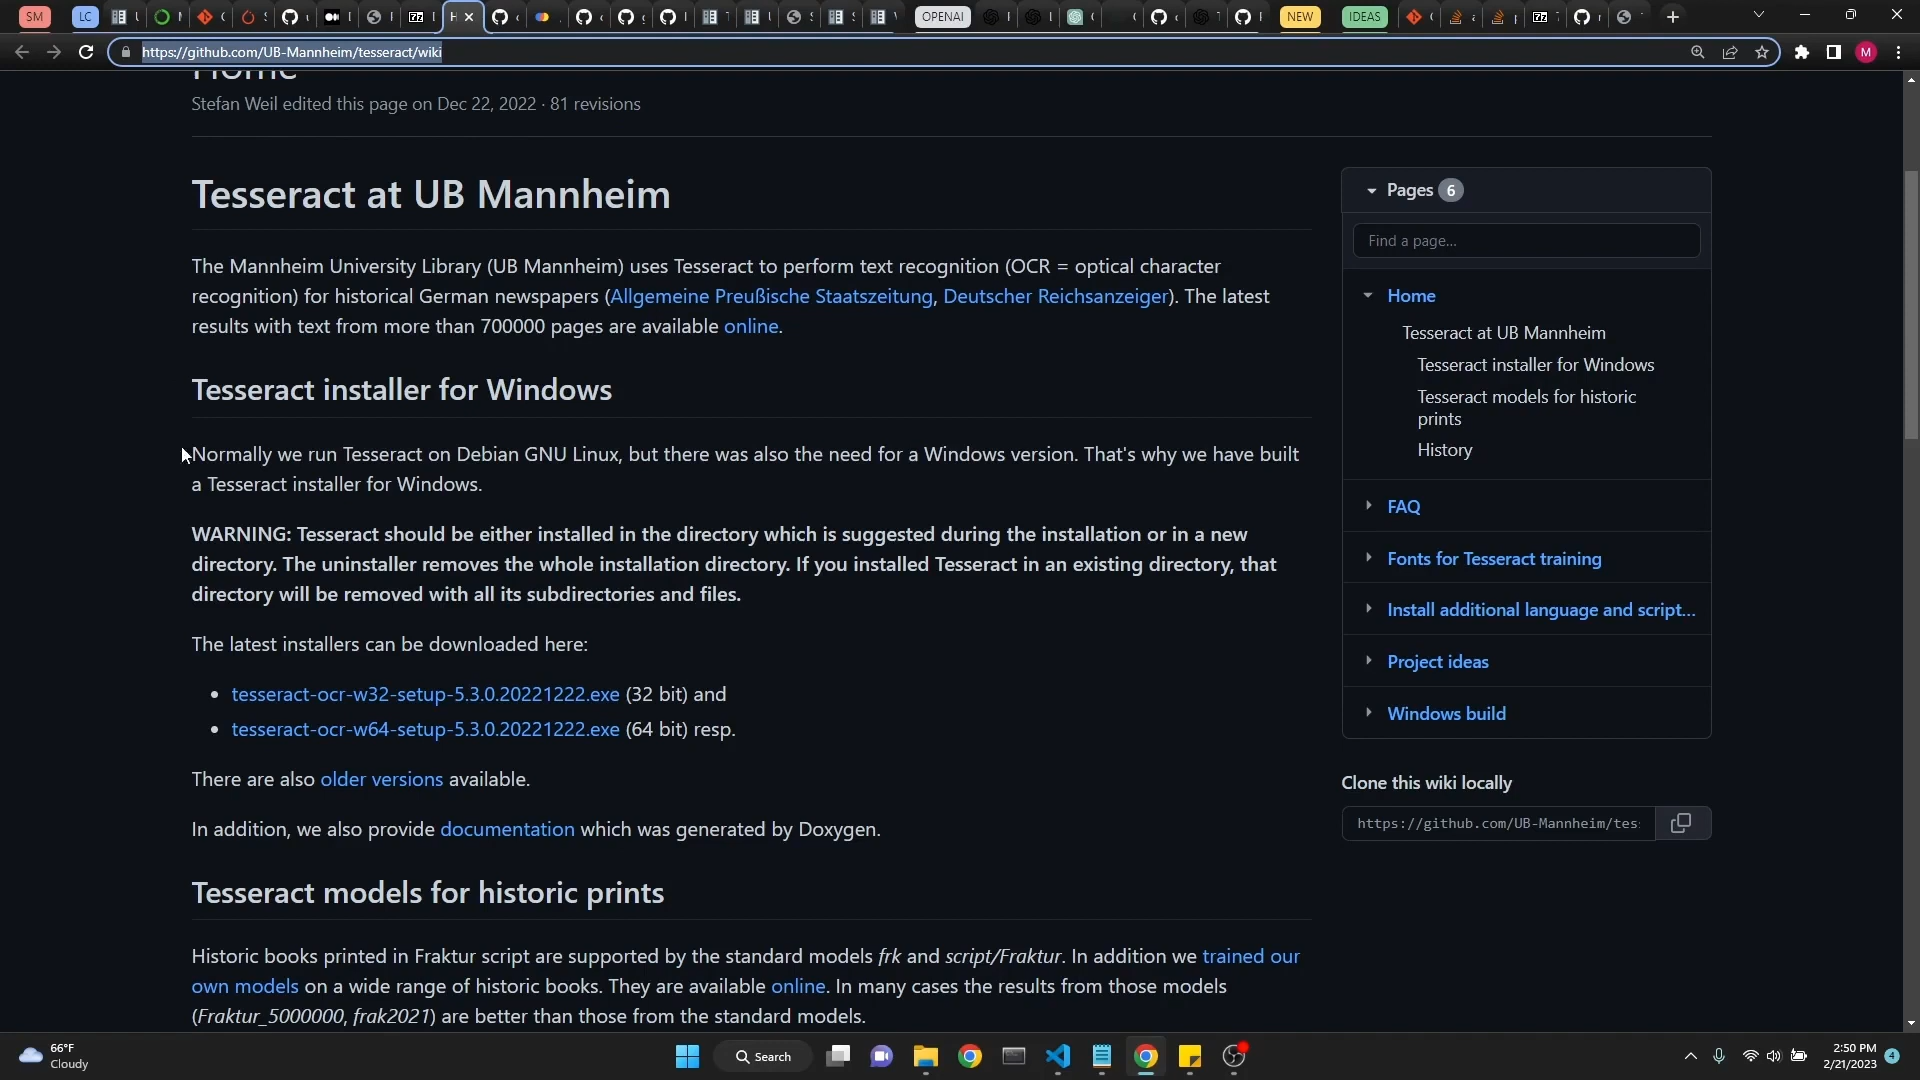 SM
LC
OPENAI
NEW
IDEAS
https://github.com/UB-Mannheim/tesseract/wiki
M
Home
Stefan Weil edited this page on Dec 22, 2022 · 81 revisions
Tesseract at UB Mannheim
The Mannheim University Library (UB Mannheim) uses Tesseract to perform text recognition (OCR = optical character
recognition) for historical German newspapers (Allgemeine Preußische Staatszeitung, Deutscher Reichsanzeiger). The latest
results with text from more than 700000 pages are available online.
Tesseract installer for Windows
Normally we run Tesseract on Debian GNU Linux, but there was also the need for a Windows version. That's why we have built
a Tesseract installer for Windows.
WARNING: Tesseract should be either installed in the directory which is suggested during the installation or in a new
directory. The uninstaller removes the whole installation directory. If you installed Tesseract in an existing directory, that
directory will be removed with all its subdirectories and files.
The latest installers can be downloaded here:
• tesseract-ocr-w32-setup-5.3.0.20221222.exe (32 bit) and
• tesseract-ocr-w64-setup-5.3.0.20221222.exe (64 bit) resp.
There are also older versions available.
In addition, we also provide documentation which was generated by Doxygen.
Tesseract models for historic prints
Historic books printed in Fraktur script are supported by the standard models frk and script/Fraktur. In addition we trained our
own models on a wide range of historic books. They are available online. In many cases the results from those models
(Fraktur_5000000, frak2021) are better than those from the standard models.
Pages 6
Find a page...
Home
Tesseract at UB Mannheim
Tesseract installer for Windows
Tesseract models for historic
prints
History
FAQ
Fonts for Tesseract training
Install additional language and script...
Project ideas
Windows build
Clone this wiki locally
https://github.com/UB-Mannheim/tes
66°F
Cloudy
Search
2:50 PM
2/21/2023
4